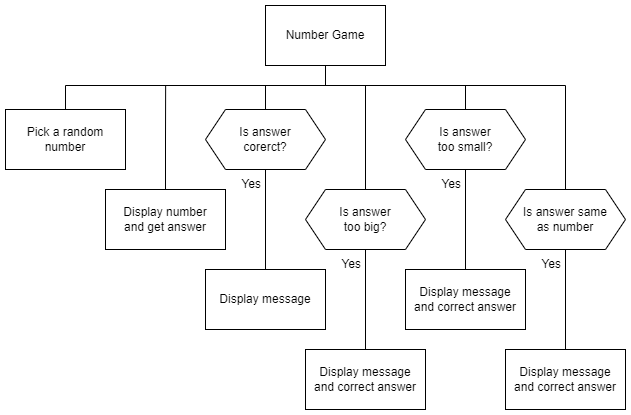 Number Game
Pick a random
number
Display number
and get answer
Is answer
corerct?
Yes
Display message
Is answer
too big?
Yes
Display message
and correct answer
Is answer
too small?
Yes
Display message
and correct answer
Is answer same
as number
Yes
Display message
and correct answer